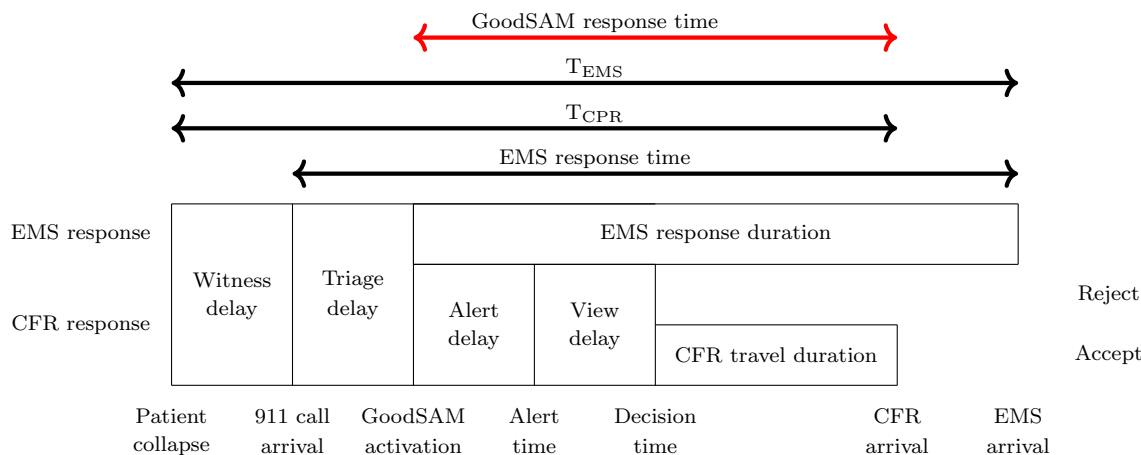 GoodSAM response time
T_EMS
T_CPR
EMS response time
EMS response
EMS response duration
Witness
delay
Triage
delay
CFR response
Alert
delay
View
delay
Reject
CFR travel duration
Accept
Patient
collapse
911 call
arrival
GoodSAM
activation
Alert
time
Decision
time
CFR
arrival
EMS
arrival